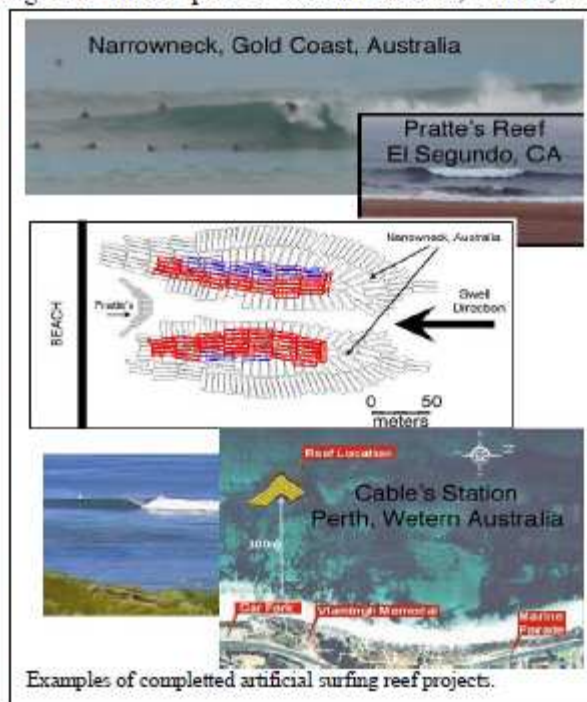 Narrowneck, Gold Coast, Australia
Pratte's Reef
El Segundo, CA
Narrowneck, Australia
BEACH
Pratte's
Swell
Direction
0 50
meters
Reef Location
Cable's Station
Perth, Wetern Australia
300m
Car Park
Vlamingh Memorial
Marine
Parade
Examples of completted artificial surfing reef projects.